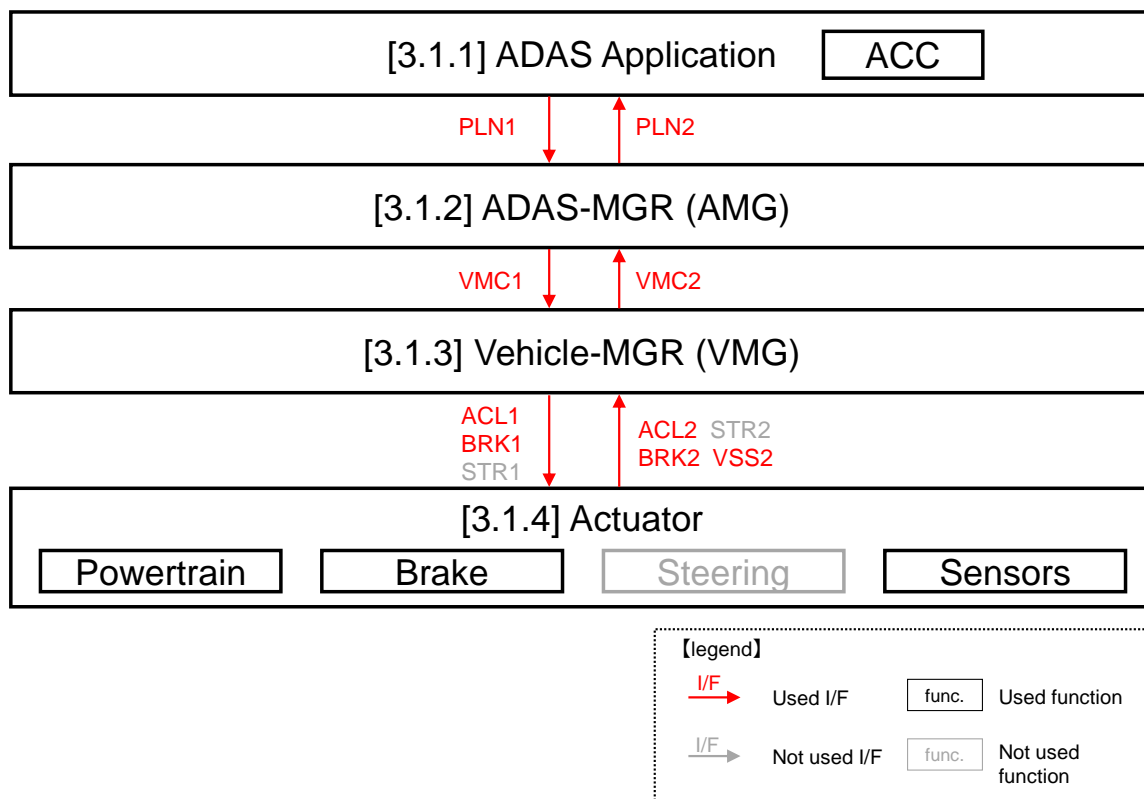 [3.1.1] ADAS Application ACC
PLN1 PLN2
[3.1.2] ADAS-MGR (AMG)
VMC1 VMC2
[3.1.3] Vehicle-MGR (VMG)
ACL1
BRK1
STR1
ACL2 STR2
BRK2 VSS2
[3.1.4] Actuator
Powertrain Brake Steering Sensors
【legend】
I/F Used I/F func. Used function
I/F Not used I/F func. Not used
function